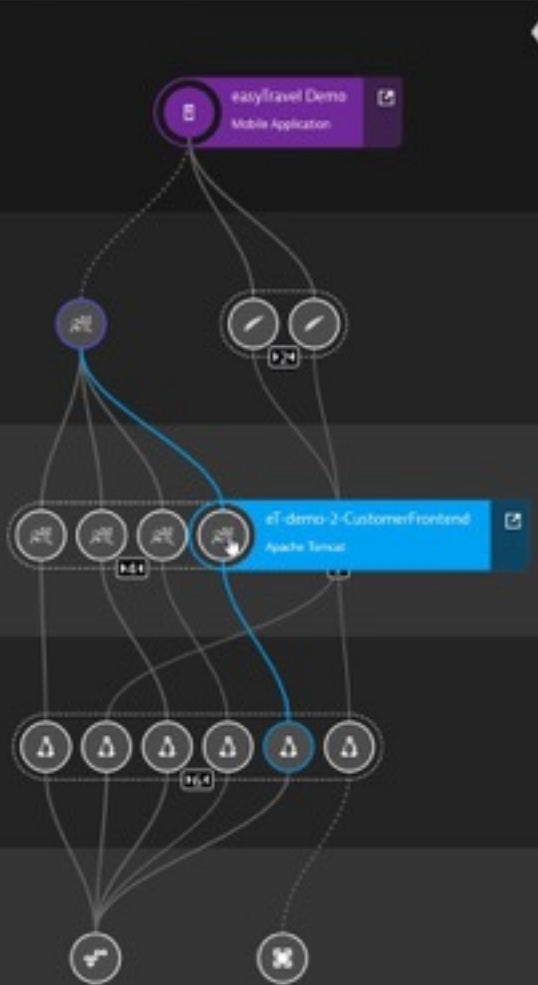 easyTravel Demo
Mobile Application
eT-demo-2-CustomerFrontend
Apache Tomcat